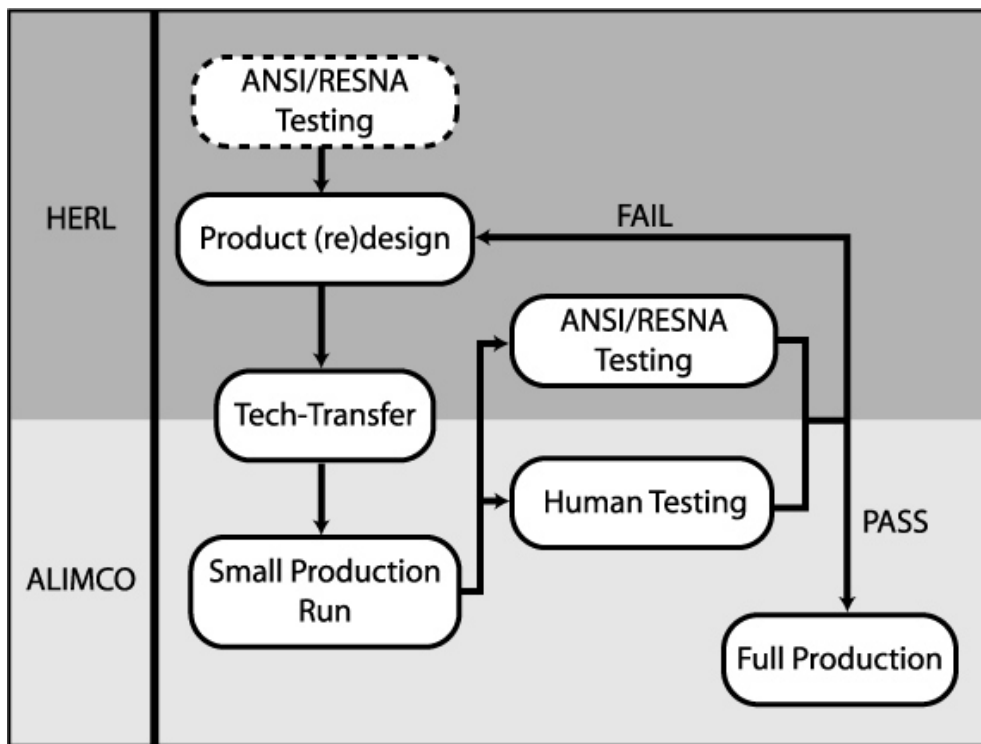 ANSI/RESNA
Testing
HERL
Product (re)design
FAIL
ANSI/RESNA
Testing
Tech-Transfer
Human Testing
PASS
ALIMCO
Small Production
Run
Full Production